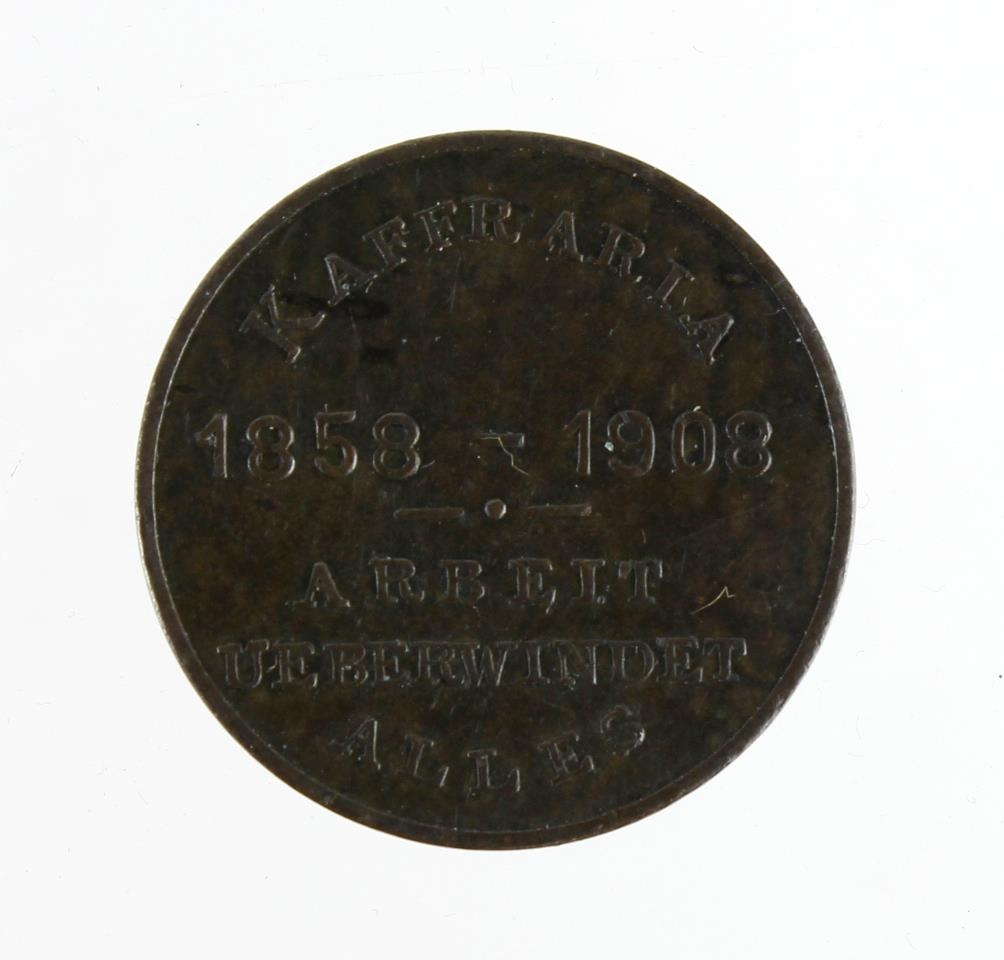 KAFFRARIA
1858 - 1908
ARBEIT
UEBERWINDET
ALLES